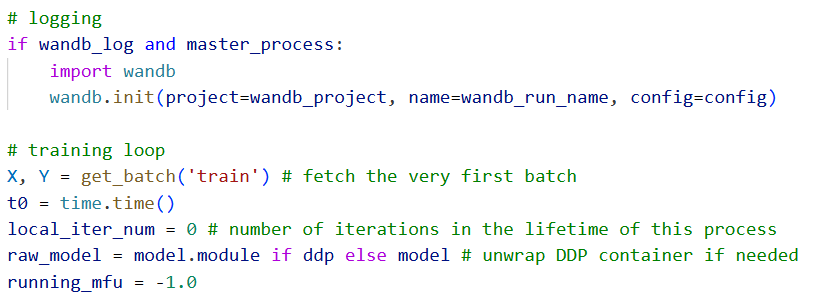 # logging
if wandb_log and master_process:
    import wandb
    wandb.init(project=wandb_project, name=wandb_run_name, config=config)

# training loop
X, Y = get_batch('train') # fetch the very first batch
t0 = time.time()
local_iter_num = 0 # number of iterations in the lifetime of this process
raw_model = model.module if ddp else model # unwrap DDP container if needed
running_mfu = -1.0